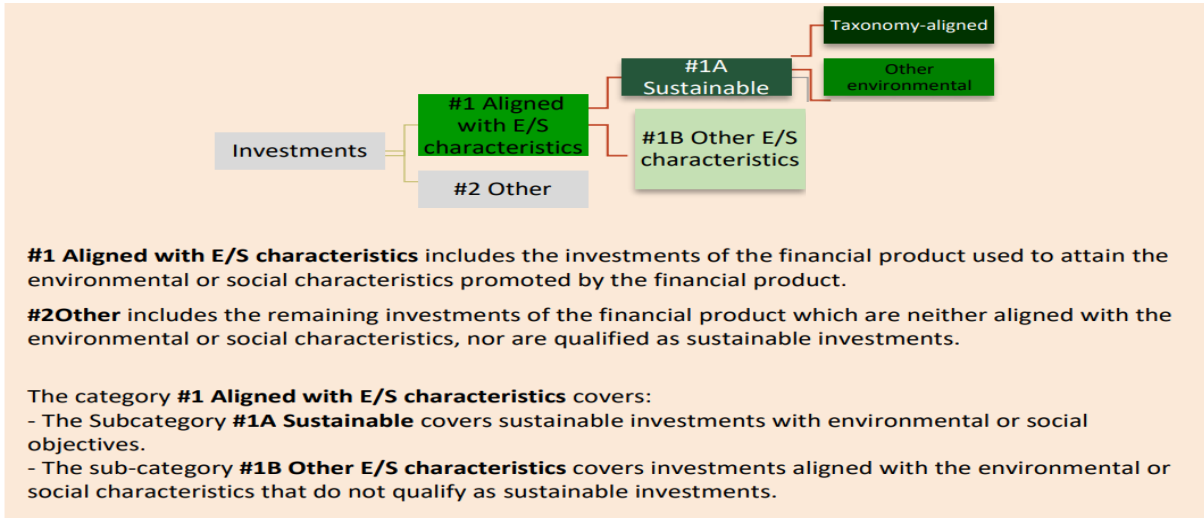 Taxonomy-aligned
#1A
Sustainable
Other
environmental
#1 Aligned
with E/S
characteristics
#1B Other E/S
characteristics
Investments
#2 Other
#1 Aligned with E/S characteristics includes the investments of the financial product used to attain the
environmental or social characteristics promoted by the financial product.
#2Other includes the remaining investments of the financial product which are neither aligned with the
environmental or social characteristics, nor are qualified as sustainable investments.
The category #1 Aligned with E/S characteristics covers:
- The Subcategory #1A Sustainable covers sustainable investments with environmental or social
objectives.
- The sub-category #1B Other E/S characteristics covers investments aligned with the environmental or
social characteristics that do not qualify as sustainable investments.